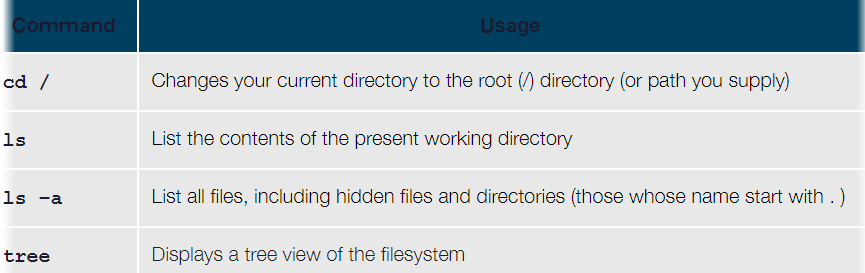 Command Usage
cd / Changes your current directory to the root (/) directory (or path you supply)
ls List the contents of the present working directory
ls -a List all files, including hidden files and directories (those whose name start with . )
tree Displays a tree view of the filesystem